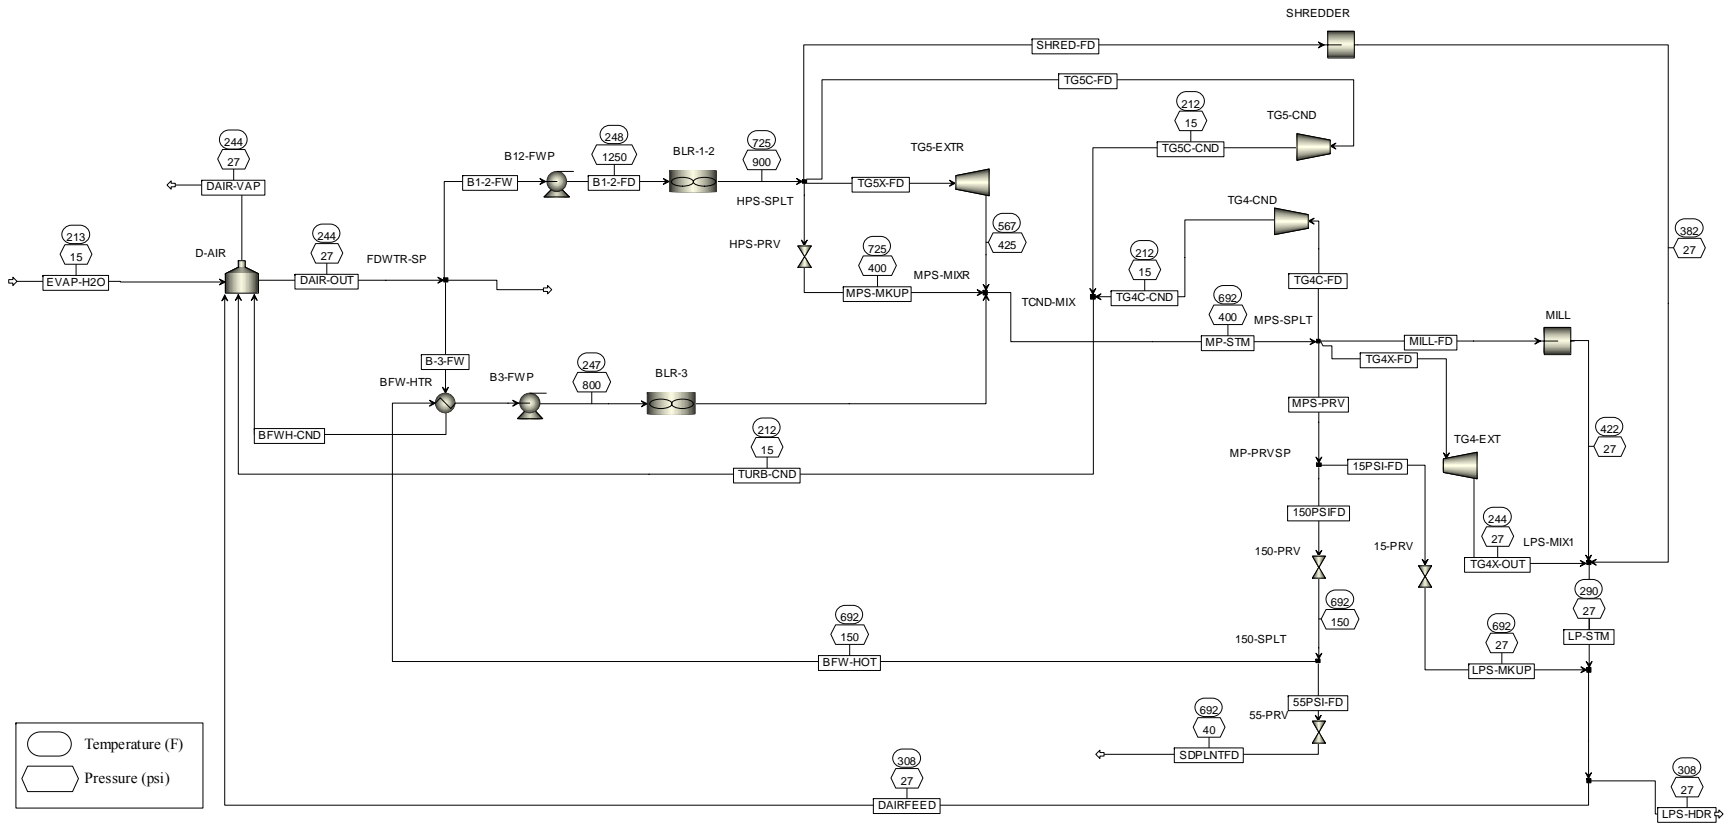 SHREDDER
SHRED-FD
TG5C-FD
212
15
TG5C-CND
TG5-CND
244
27
DAIR-VAP
B12-FWP
248
1250
B1-2-FW
B1-2-FD
BLR-1-2
725
900
HPS-SPLT
TG5-EXTR
TG5X-FD
TG4-CND
567
425
382
27
213
15
EVAP-H2O
D-AIR
244
27
DAIR-OUT
FDWTR-SP
HPS-PRV
725
400
MPS-MKUP
MPS-MIXR
TCND-MIX
212
15
TG4C-CND
TG4C-FD
692
400
MP-STM
MPS-SPLT
MILL-FD
MILL
TG4X-FD
B-3-FW
BFW-HTR
B3-FWP
247
800
BLR-3
MPS-PRV
BFWH-CND
212
15
TURB-CND
422
27
MP-PRVSP
15PSI-FD
TG4-EXT
150PSIFD
244
27
TG4X-OUT
LPS-MIX1
150-PRV
15-PRV
692
150
290
27
LP-STM
692
150
BFW-HOT
150-SPLT
692
27
LPS-MKUP
55PSI-FD
55-PRV
692
40
SDPLNTFD
Temperature (F)
Pressure (psi)
308
27
DAIRFEED
308
27
LPS-HDR